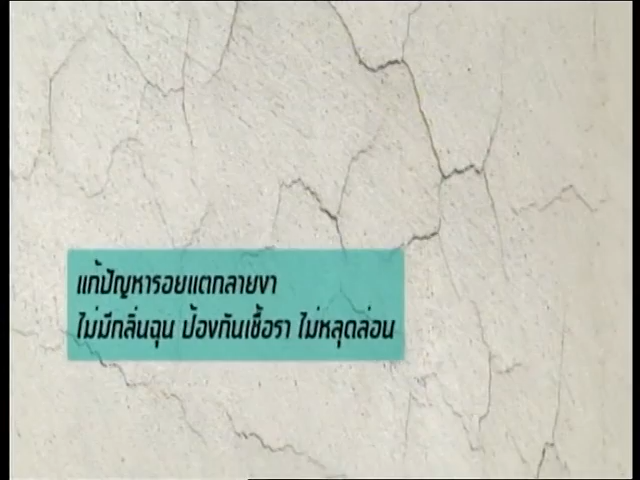 แก้ปัญหารอยแตกลายงา
ไม่มีกลิ่นฉุน ป้องกันเชื้อรา ไม่หลุดล่อน